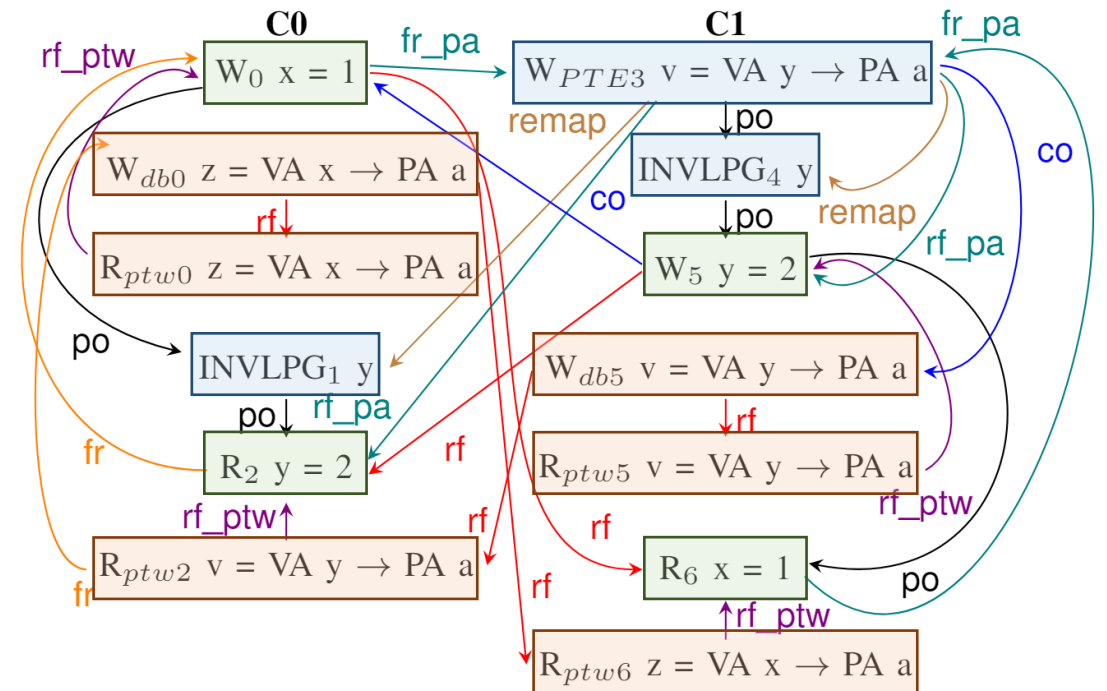 C0
C1
rf_ptw
W0 x = 1
fr_pa
WPTE3 v = VA y → PA a
fr_pa
remap
po
Wdb0 z = VA x → PA a
INVLPG4 y
co
rf
co
po
remap
Rptw0 z = VA x → PA a
W5 y = 2
rf_pa
po
INVLPG1 y
Wdb5 v = VA y → PA a
po
rf_pa
rf
fr
R2 y = 2
rf
Rptw5 v = VA y → PA a
rf_ptw
rf
rf_ptw
rf
Rptw2 v = VA y → PA a
R6 x = 1
fr
rf
po
rf_ptw
Rptw6 z = VA x → PA a